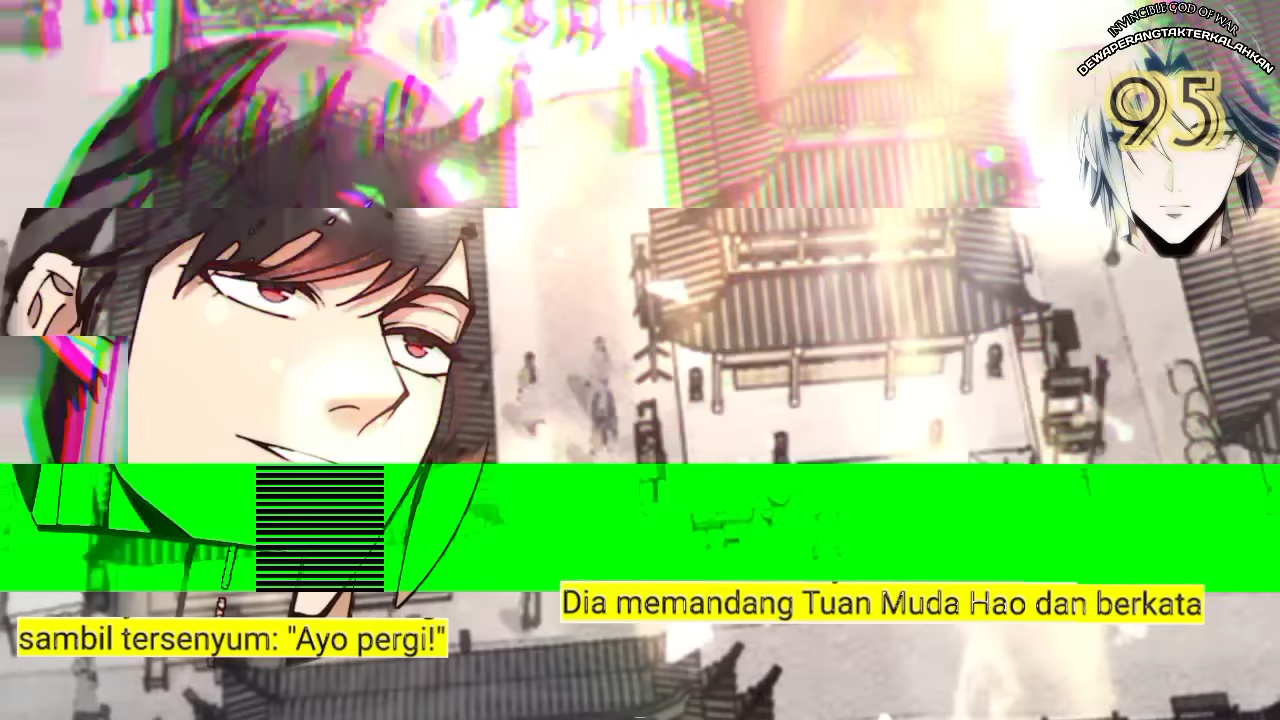 INVINCIBLE GOD OF WAR
DEWAPERANGTAKTERKALAHKAN
95
Dia memandang Tuan Muda Hao dan berkata
sambil tersenyum: "Ayo pergi!"